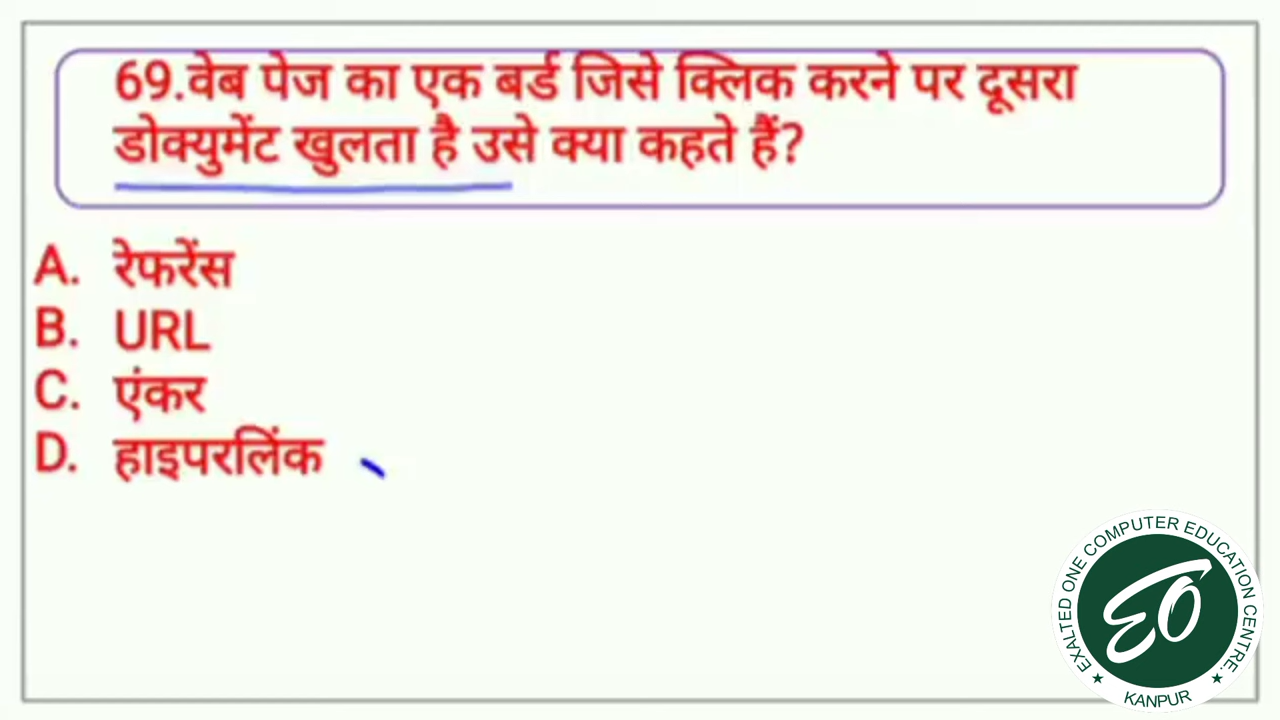 69.वेब पेज का एक बर्ड जिसे क्लिक करने पर दूसरा
डोक्युमेंट खुलता है उसे क्या कहते हैं?
A. रेफरेंस
B. URL
C. एंकर
D. हाइपरलिंक
EXALTED ONE COMPUTER EDUCATION CENTRE.
EO
★ KANPUR ★